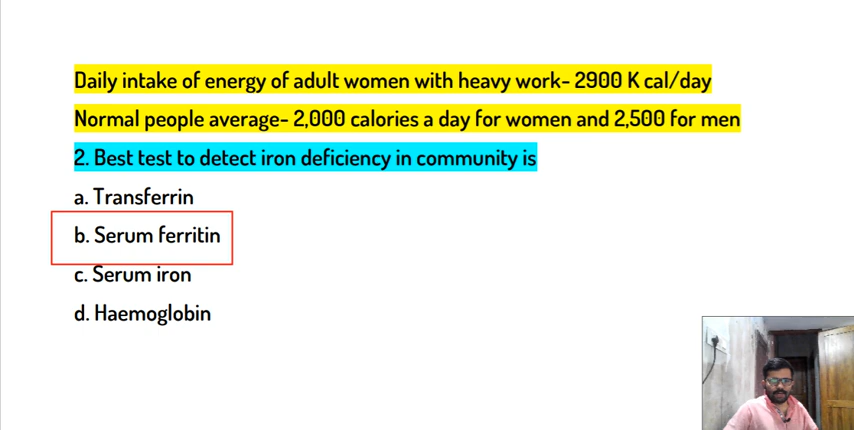 Daily intake of energy of adult women with heavy work- 2900 K cal/day
Normal people average- 2,000 calories a day for women and 2,500 for men
2. Best test to detect iron deficiency in community is
a. Transferrin
b. Serum ferritin
c. Serum iron
d. Haemoglobin